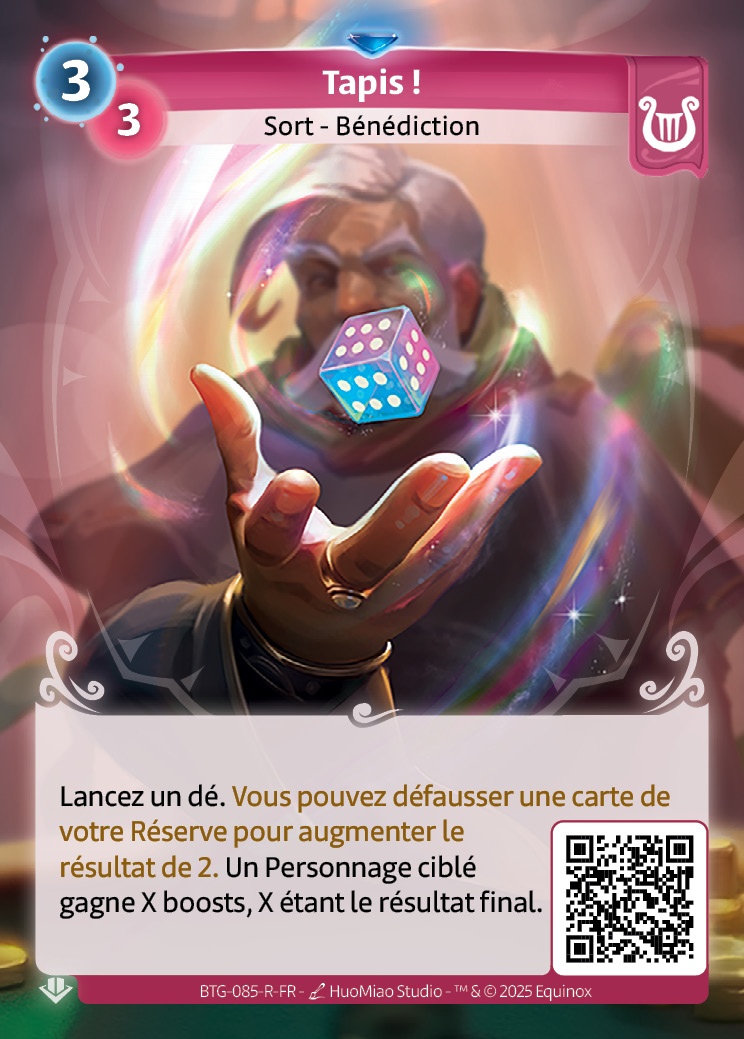 3
Tapis !
3
Sort - Bénédiction
Lancez un dé. Vous pouvez défausser une carte de
votre Réserve pour augmenter le
résultat de 2. Un Personnage ciblé
gagne X boosts, X étant le résultat final.
BTG-085-R-FR - HuoMiao Studio - ™ & © 2025 Equinox